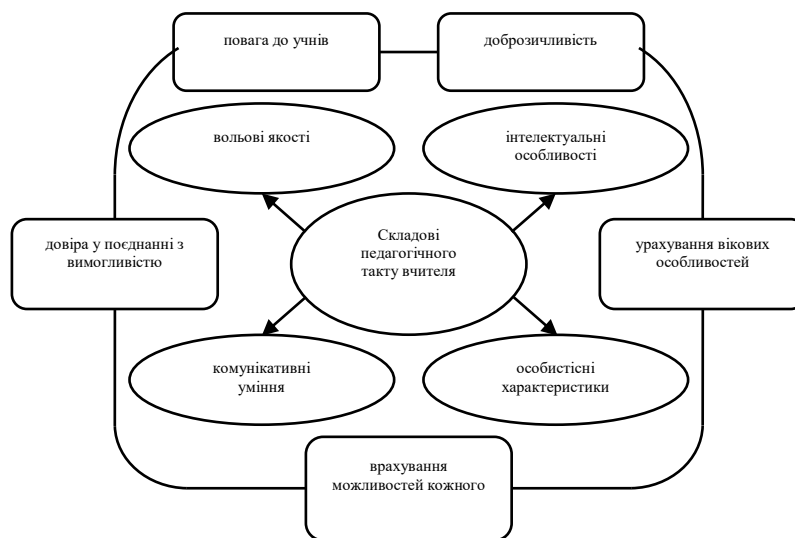 повага до учнів
доброзичливість
вольові якості
інтелектуальні
особливості
довіра у поєднанні з
вимогливістю
Складові
педагогічного
такту вчителя
урахування вікових
особливостей
комунікативні
уміння
особистісні
характеристики
врахування
можливостей кожного